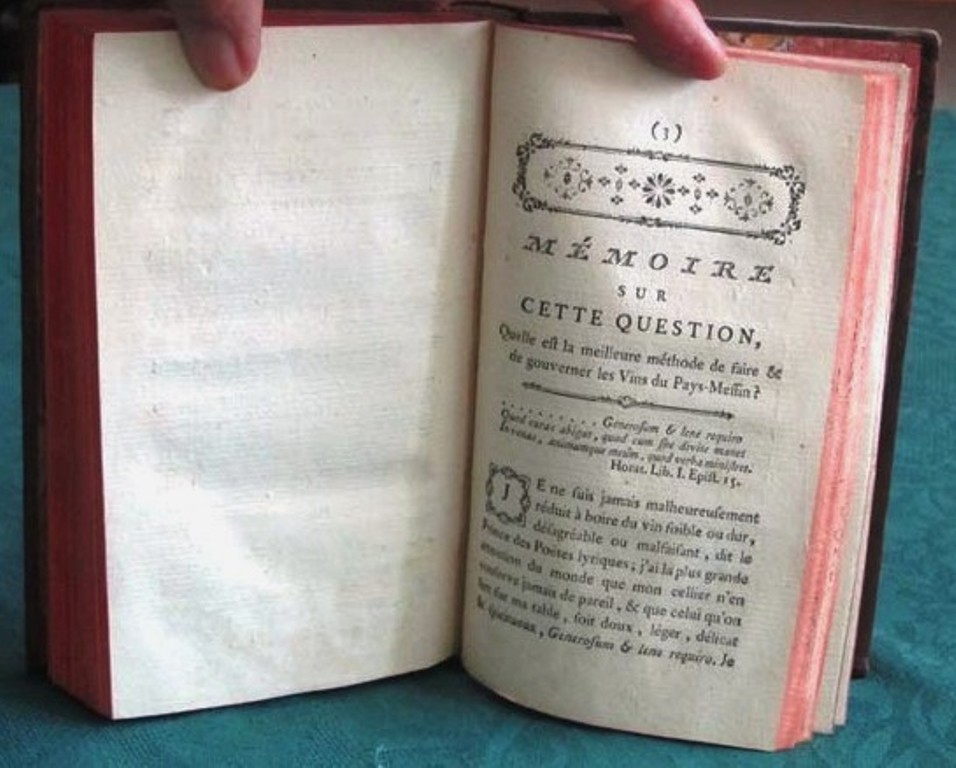 (3)
MÉMOIRE
SUR
CETTE QUESTION,
Quelle eſt la meilleure méthode de faire &
de gouverner les Vins du Pays-Meſſin ?
. . . . . . . . . . Generoſum & lene requiro
Quod curas abigat, quod cum ſpe divite manet
In venas, animumque meum, quod verba miniſtret.
Horat. Lib. I. Epiſt. 15.
JE ne ſuis jamais malheureuſement
réduit à boire du vin foible ou dur,
déſagréable ou malfaiſant, dit le
Prince des Poëtes lyriques ; j'ai la plus grande
attention du monde que mon cellier n'en
renferme jamais de pareil, & que celui qu'on
ſert ſur ma table, ſoit doux, léger, délicat
& ſpiritueux, Generoſum & lene requiro. Je